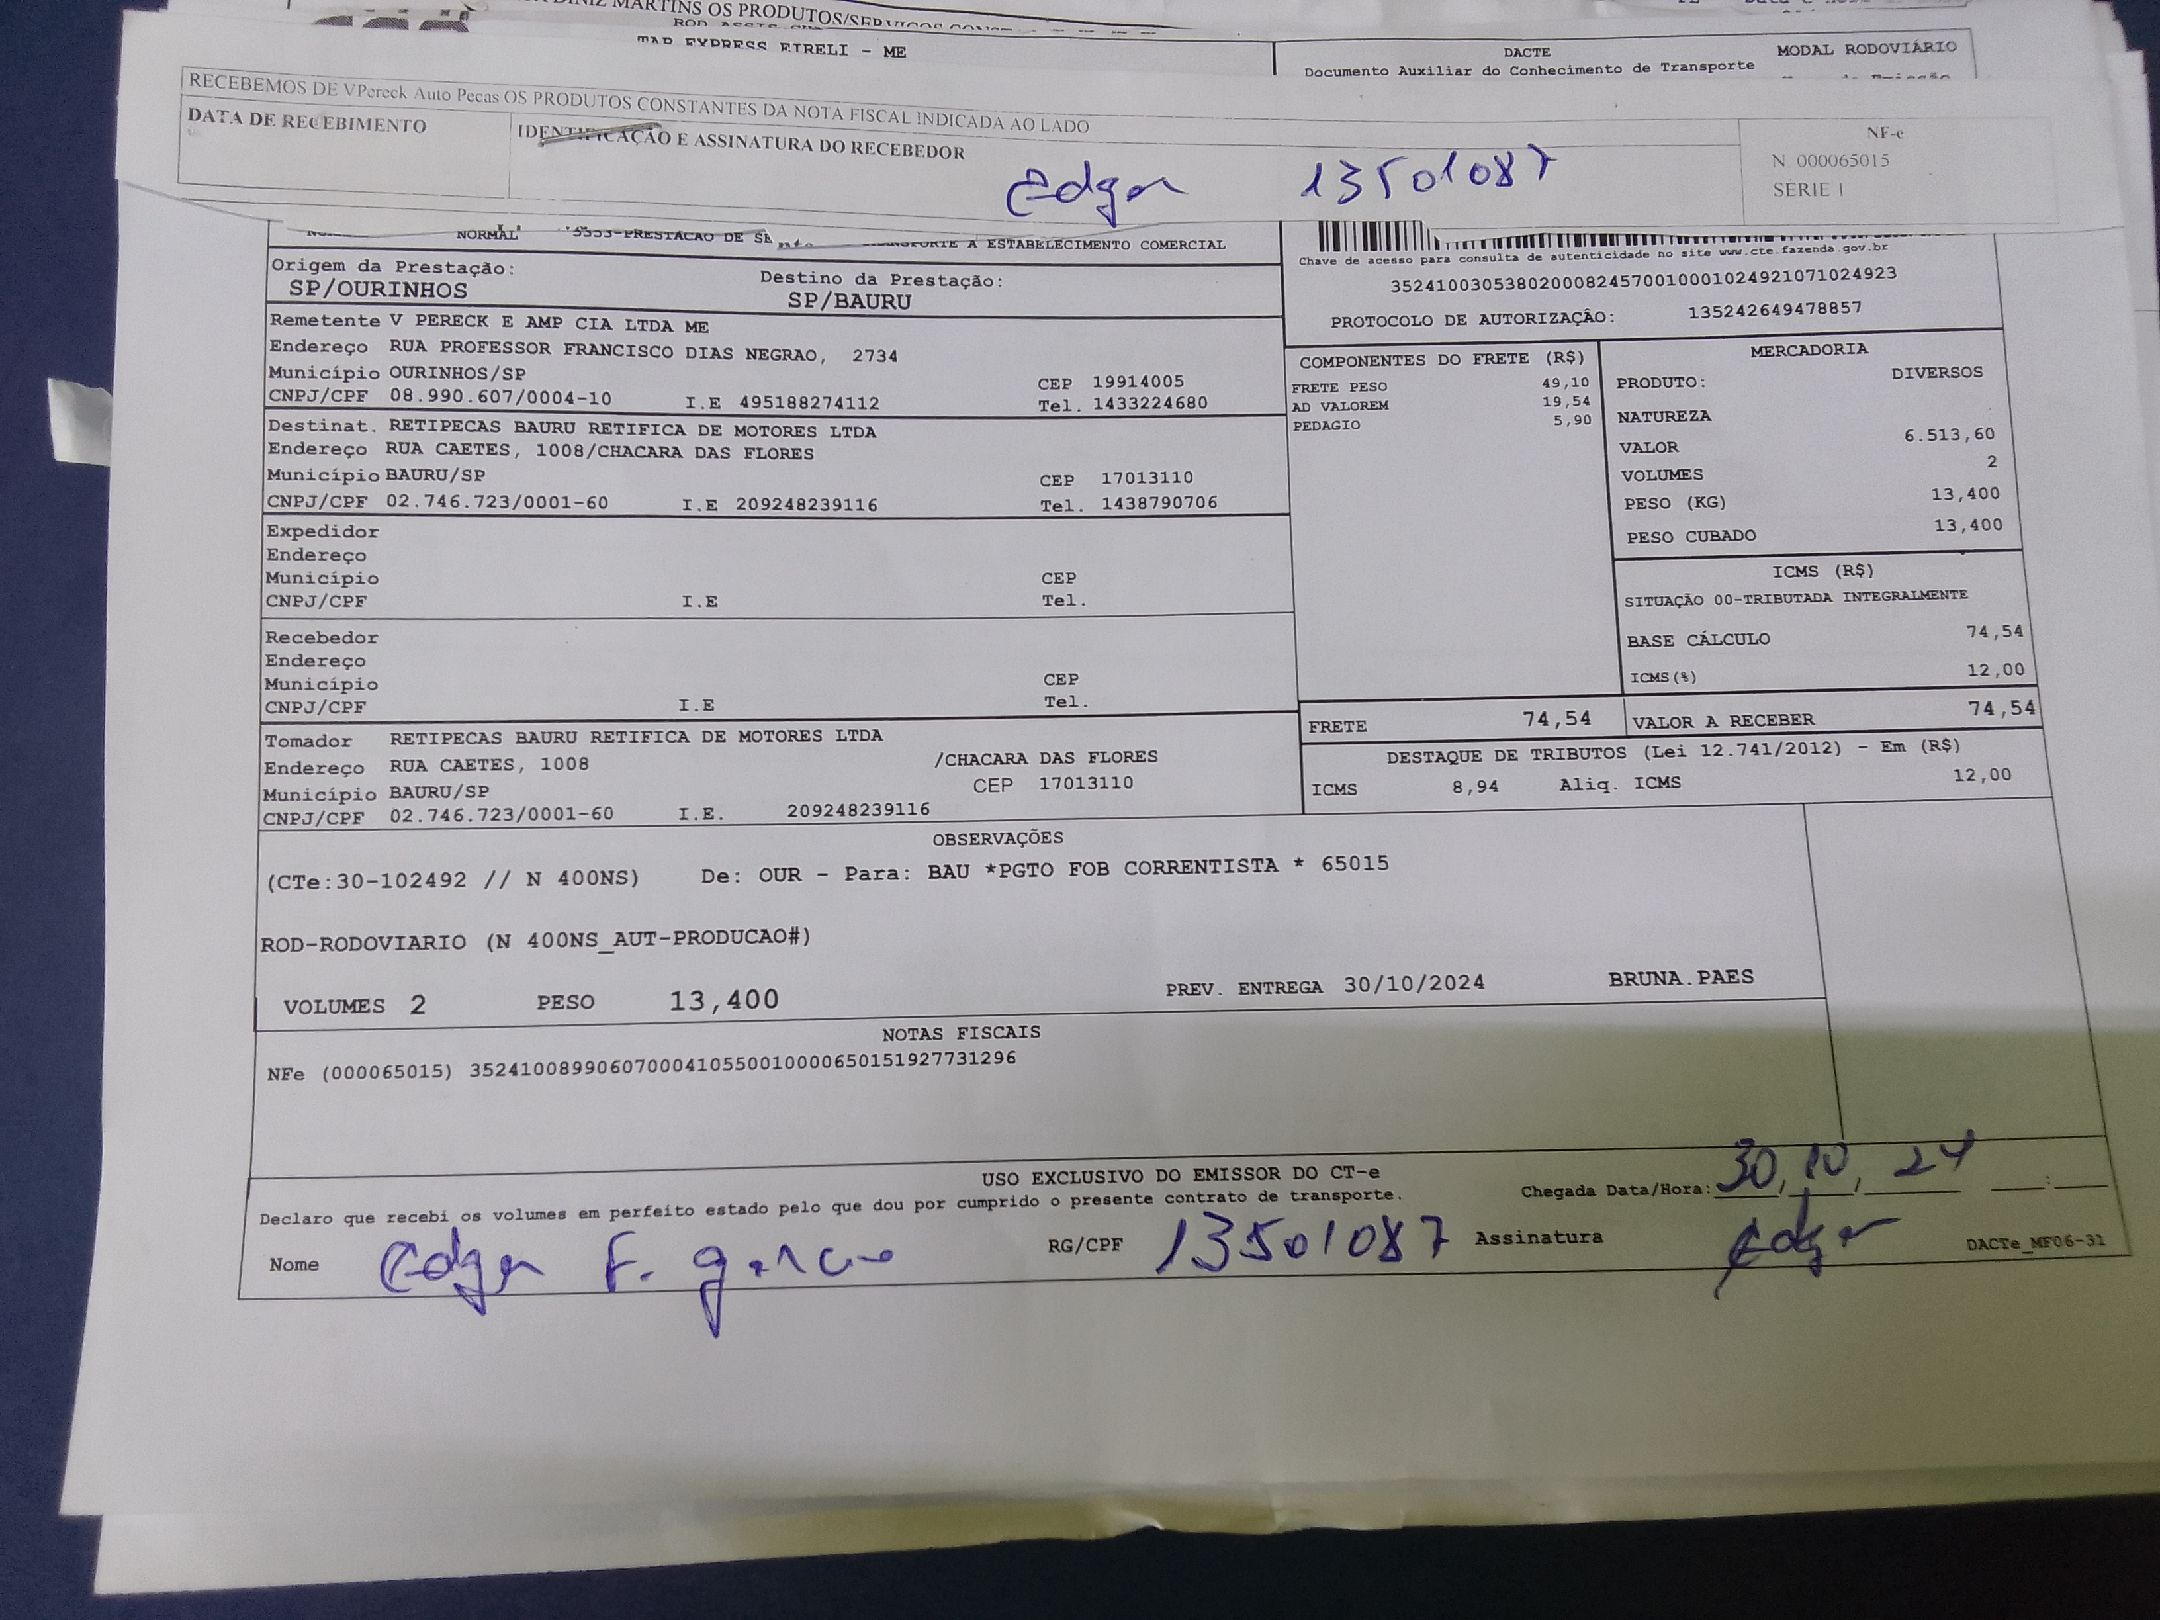 MARTINS OS PRODUTOS/SERVICOS
EXPRESS EIRELI - ME
DACTE
MODAL RODOVIÁRIO
Documento Auxiliar do Conhecimento de Transporte
RECEBEMOS DE VPereck Auto Pecas OS PRODUTOS CONSTANTES DA NOTA FISCAL INDICADA AO LADO
DATA DE RECEBIMENTO
IDENTIFICAÇÃO E ASSINATURA DO RECEBEDOR
NF-e
N 000065015
SÉRIE 1
Edgar 13501087
NORMAL
PRESTACAO DE
A ESTABELECIMENTO COMERCIAL
Chave de acesso para consulta de autenticidade no site www.cte.fazenda.gov.br
35241003053802000824570010001024921071024923
PROTOCOLO DE AUTORIZAÇÃO: 135242649478857
Origem da Prestação:
SP/OURINHOS
Destino da Prestação:
SP/BAURU
Remetente V PERECK E AMP CIA LTDA ME
Endereço RUA PROFESSOR FRANCISCO DIAS NEGRAO, 2734
Município OURINHOS/SP CEP 19914005
CNPJ/CPF 08.990.607/0004-10 I.E 495188274112 Tel. 1433224680
Destinat. RETIPECAS BAURU RETIFICA DE MOTORES LTDA
Endereço RUA CAETES, 1008/CHACARA DAS FLORES
Município BAURU/SP CEP 17013110
CNPJ/CPF 02.746.723/0001-60 I.E 209248239116 Tel. 1438790706
Expedidor
Endereço
Município CEP
CNPJ/CPF I.E Tel.
Recebedor
Endereço
Município CEP
CNPJ/CPF I.E Tel.
Tomador RETIPECAS BAURU RETIFICA DE MOTORES LTDA
Endereço RUA CAETES, 1008 /CHACARA DAS FLORES
Município BAURU/SP CEP 17013110
CNPJ/CPF 02.746.723/0001-60 I.E. 209248239116
COMPONENTES DO FRETE (R$)
FRETE PESO 49,10
AD VALOREM 19,54
PEDAGIO 5,90
MERCADORIA
PRODUTO: DIVERSOS
NATUREZA
VALOR 6.513,60
VOLUMES 2
PESO (KG) 13,400
PESO CUBADO 13,400
ICMS (R$)
SITUAÇÃO 00-TRIBUTADA INTEGRALMENTE
BASE CÁLCULO 74,54
ICMS(%) 12,00
FRETE 74,54 VALOR A RECEBER 74,54
DESTAQUE DE TRIBUTOS (Lei 12.741/2012) - Em (R$)
ICMS 8,94 Aliq. ICMS 12,00
OBSERVAÇÕES
(CTe:30-102492 // N 400NS) De: OUR - Para: BAU *PGTO FOB CORRENTISTA * 65015
ROD-RODOVIARIO (N 400NS_AUT-PRODUCAO#)
VOLUMES 2 PESO 13,400 PREV. ENTREGA 30/10/2024 BRUNA.PAES
NOTAS FISCAIS
NFe (000065015) 35241008990607000410550010000650151927731296
USO EXCLUSIVO DO EMISSOR DO CT-e
Declaro que recebi os volumes em perfeito estado pelo que dou por cumprido o presente contrato de transporte.
Chegada Data/Hora: 30/10/24 __:__
Nome Edgar F. garcia RG/CPF 13501087 Assinatura Edgar
DACTe_MF06-31